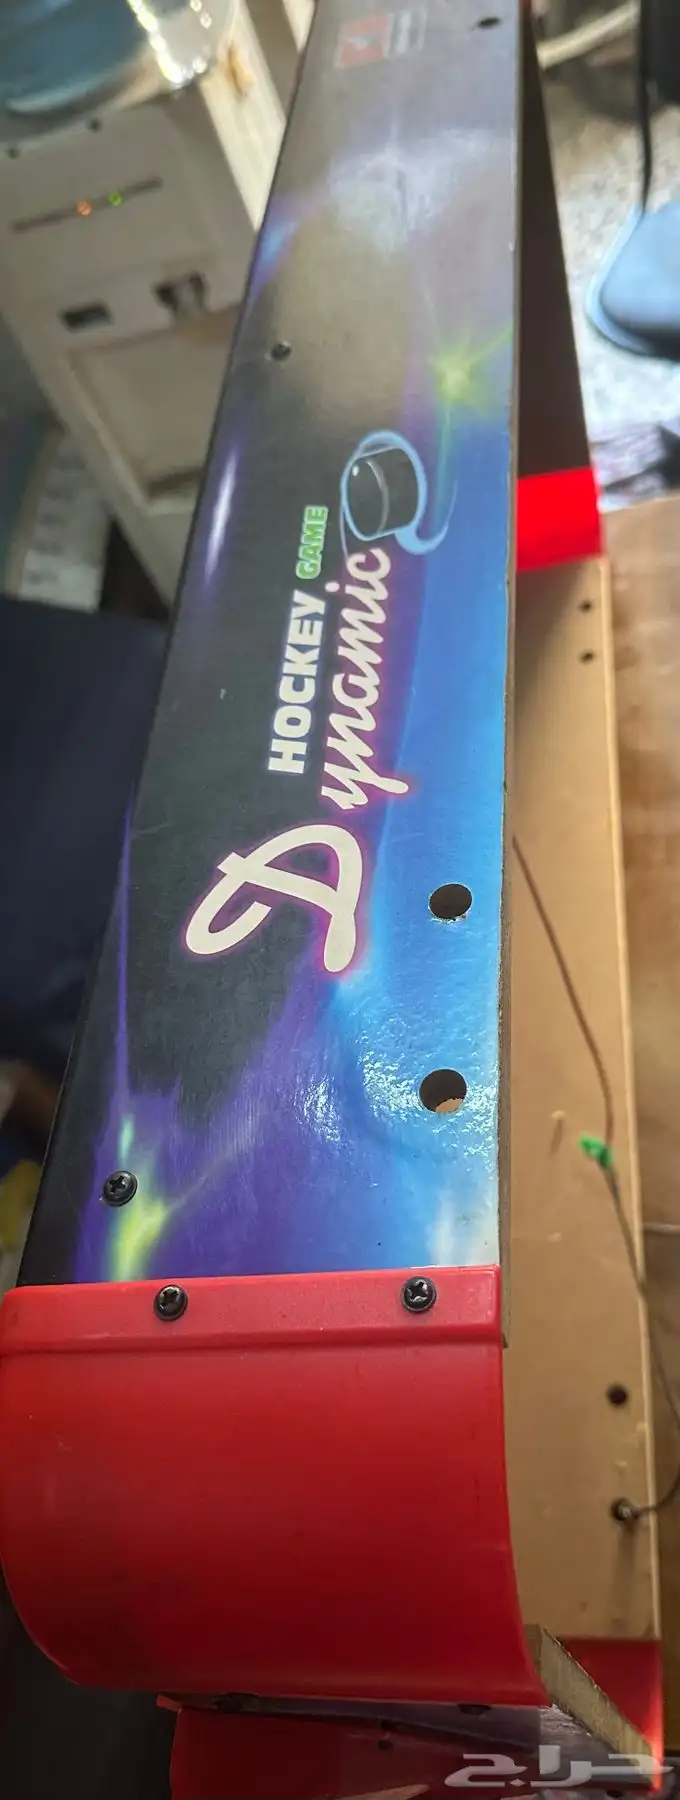 HOCKEY GAME
Dynamic
حراج